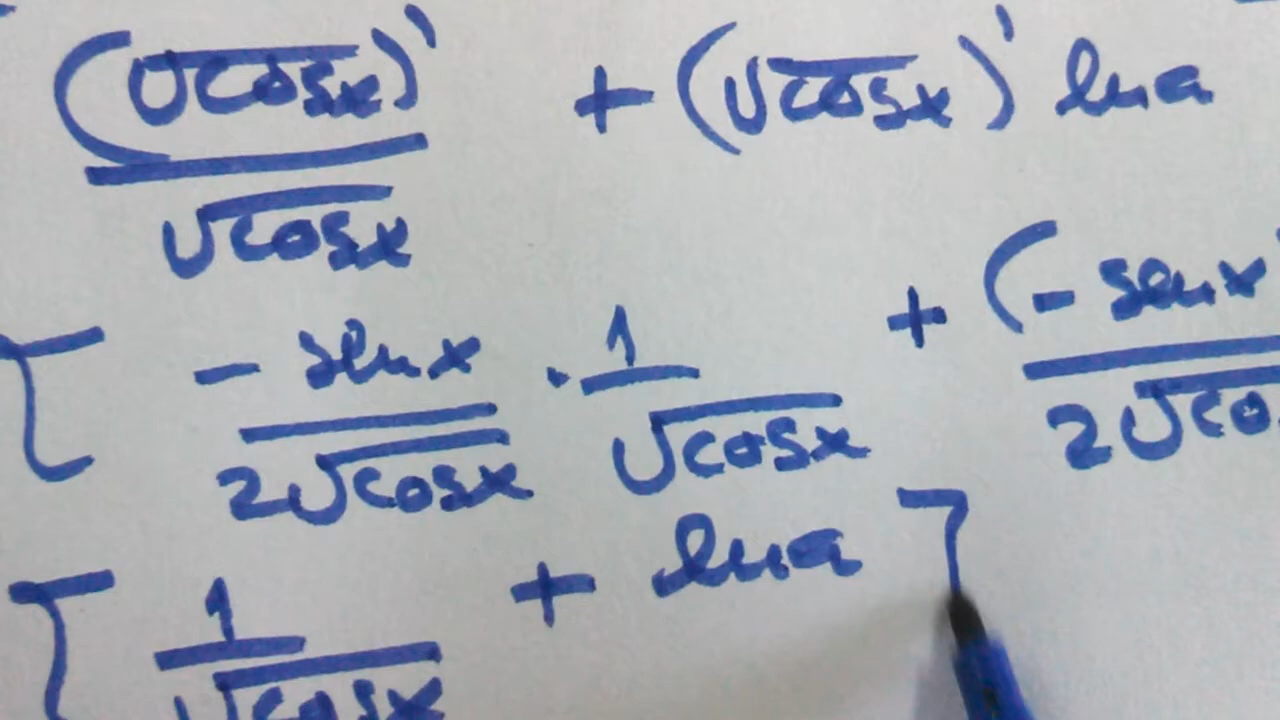 (√cosx)' / √cosx + (√cosx)' lna
[ - senx / 2√cosx · 1 / √cosx + (- senx / 2√co
[ 1 / √cosx + lna ]